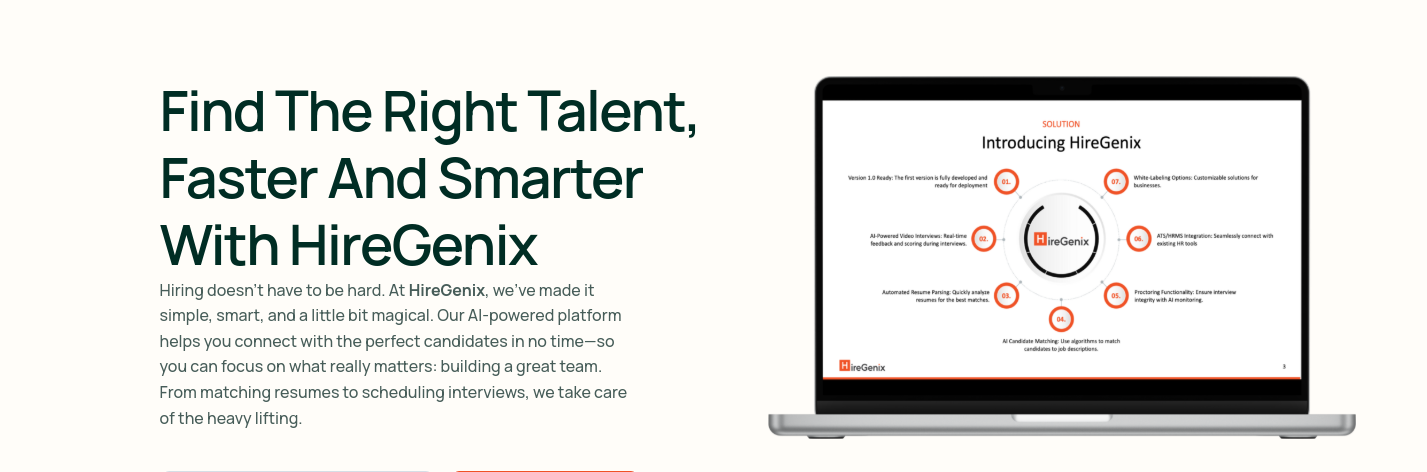 Find The Right Talent,
Faster And Smarter
With HireGenix
Hiring doesn't have to be hard. At HireGenix, we've made it
simple, smart, and a little bit magical. Our AI-powered platform
helps you connect with the perfect candidates in no time—so
you can focus on what really matters: building a great team.
From matching resumes to scheduling interviews, we take care
of the heavy lifting.
SOLUTION
Introducing HireGenix
Version 1.0 Ready: The first version is fully developed and
ready for deployment
01.
AI-Powered Video Interviews: Real-time
feedback and scoring during interviews.
02.
Automated Resume Parsing: Quickly analyze
resumes for the best matches.
03.
04.
AI Candidate Matching: Use algorithms to match
candidates to job descriptions.
05.
Proctoring Functionality: Ensure interview
integrity with AI monitoring.
06.
ATS/HRMS Integration: Seamlessly connect with
existing HR tools
07.
White-Labeling Options: Customizable solutions for
businesses.
HireGenix
HireGenix
3